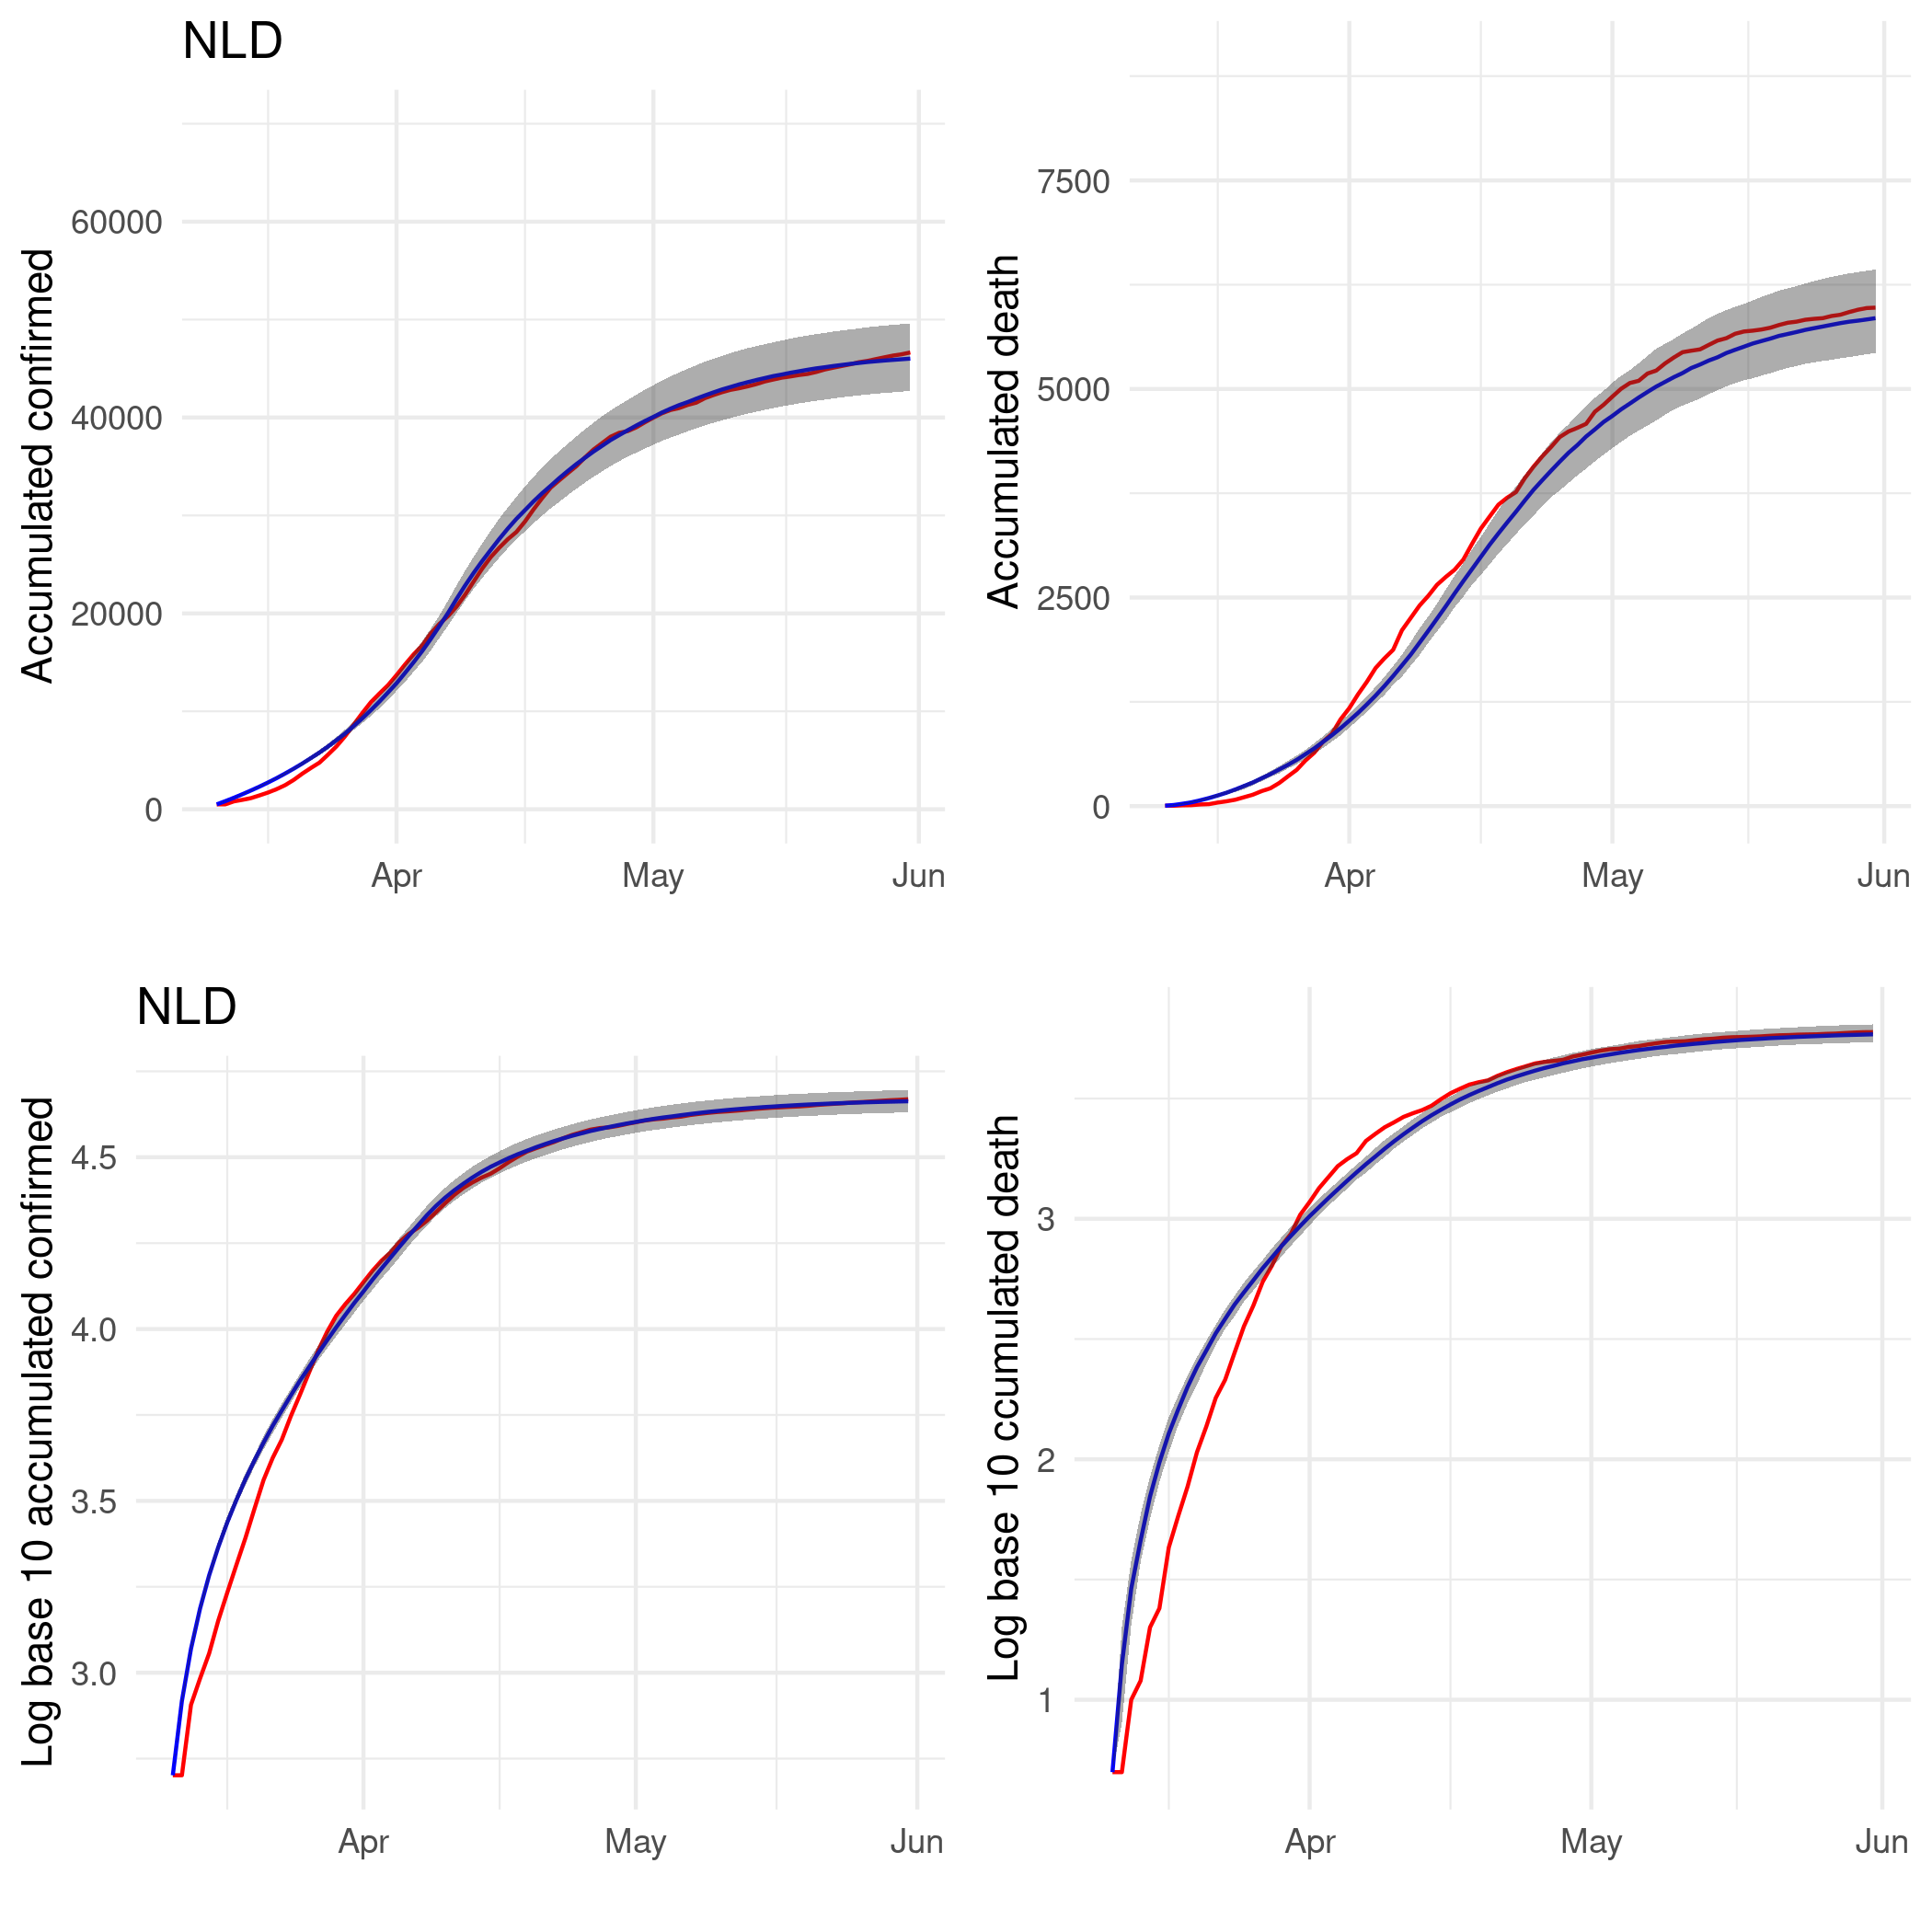 NLD
Accumulated confirmed
60000
40000
20000
0
Apr May Jun
Accumulated death
7500
5000
2500
0
Apr May Jun
NLD
Log base 10 accumulated confirmed
4.5
4.0
3.5
3.0
Apr May Jun
Log base 10 ccumulated death
3
2
1
Apr May Jun